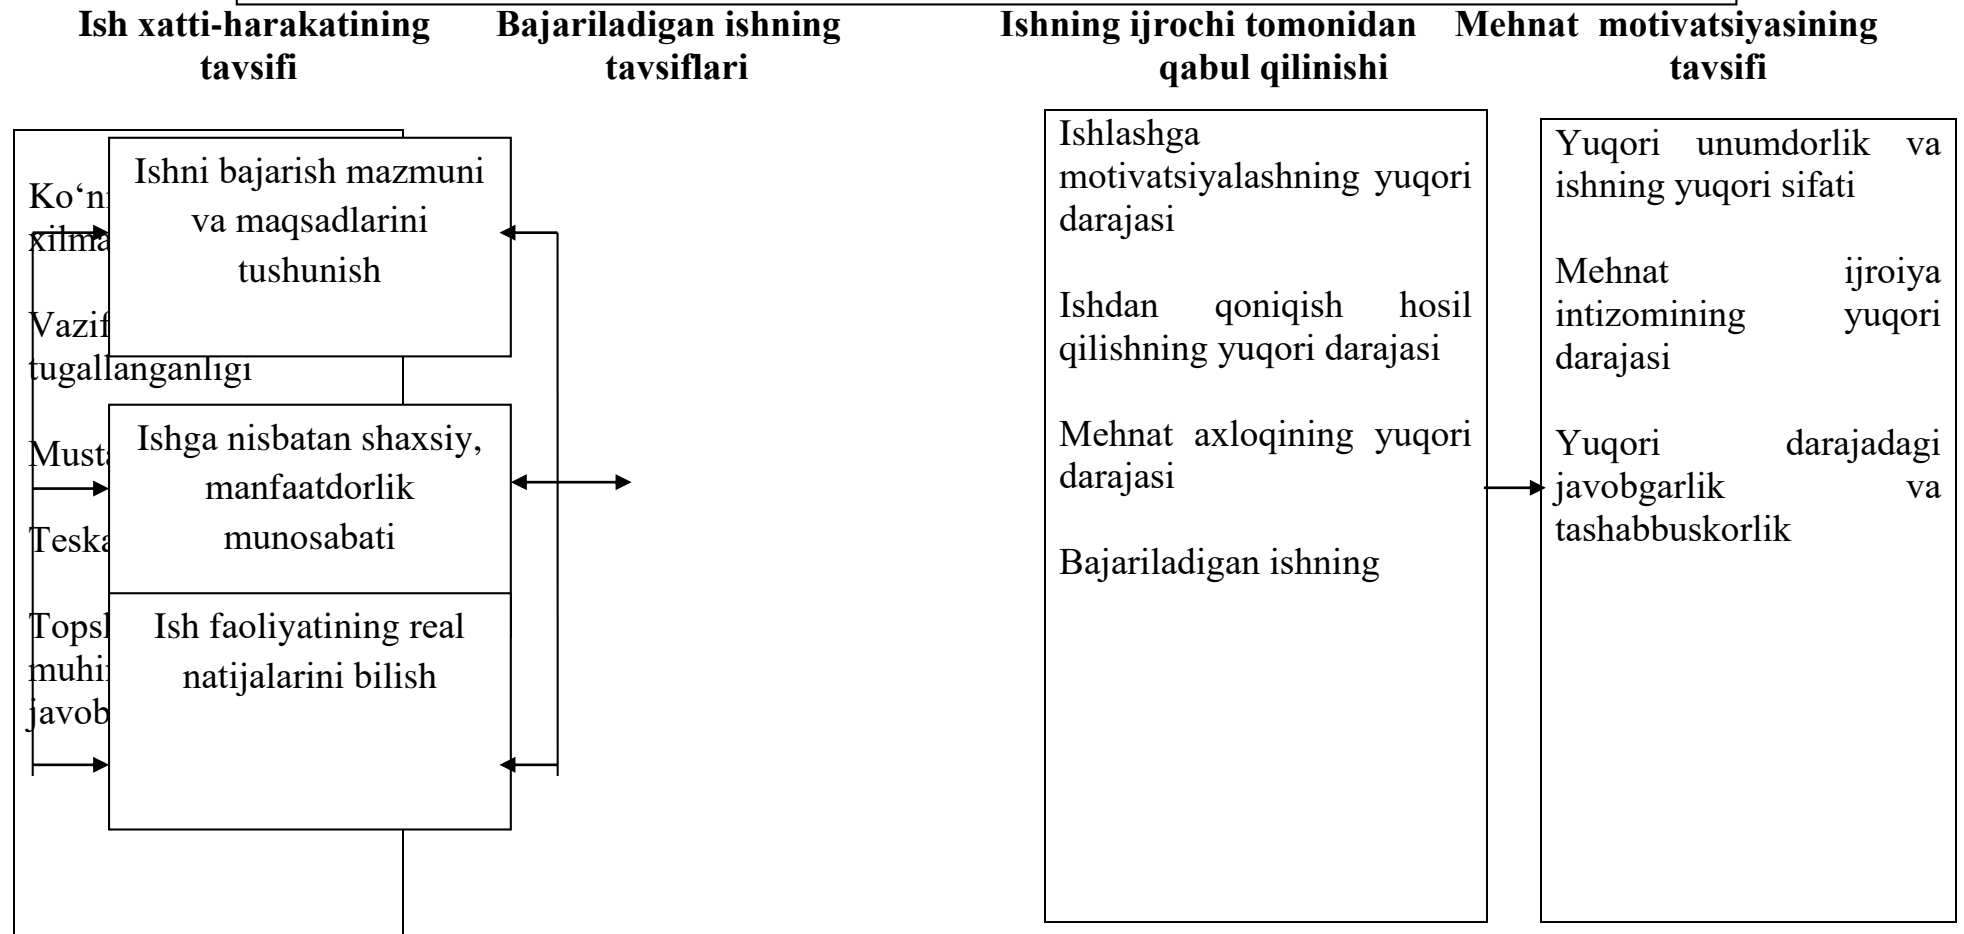 Ish xatti-harakatining
tavsifi
Bajariladigan ishning
tavsiflari
Ishning ijrochi tomonidan
qabul qilinishi
Mehnat motivatsiyasining
tavsifi
tugallanganligi
Ishni bajarish mazmuni
va maqsadlarini
tushunish
Ishga nisbatan shaxsiy,
manfaatdorlik
munosabati
Ish faoliyatining real
natijalarini bilish
Ishlashga
motivatsiyalashning yuqori
darajasi
Ishdan qoniqish hosil
qilishning yuqori darajasi
Mehnat axloqining yuqori
darajasi
Bajariladigan ishning
Yuqori unumdorlik va
ishning yuqori sifati
Mehnat ijroiya
intizomining yuqori
darajasi
Yuqori darajadagi
javobgarlik va
tashabbuskorlik